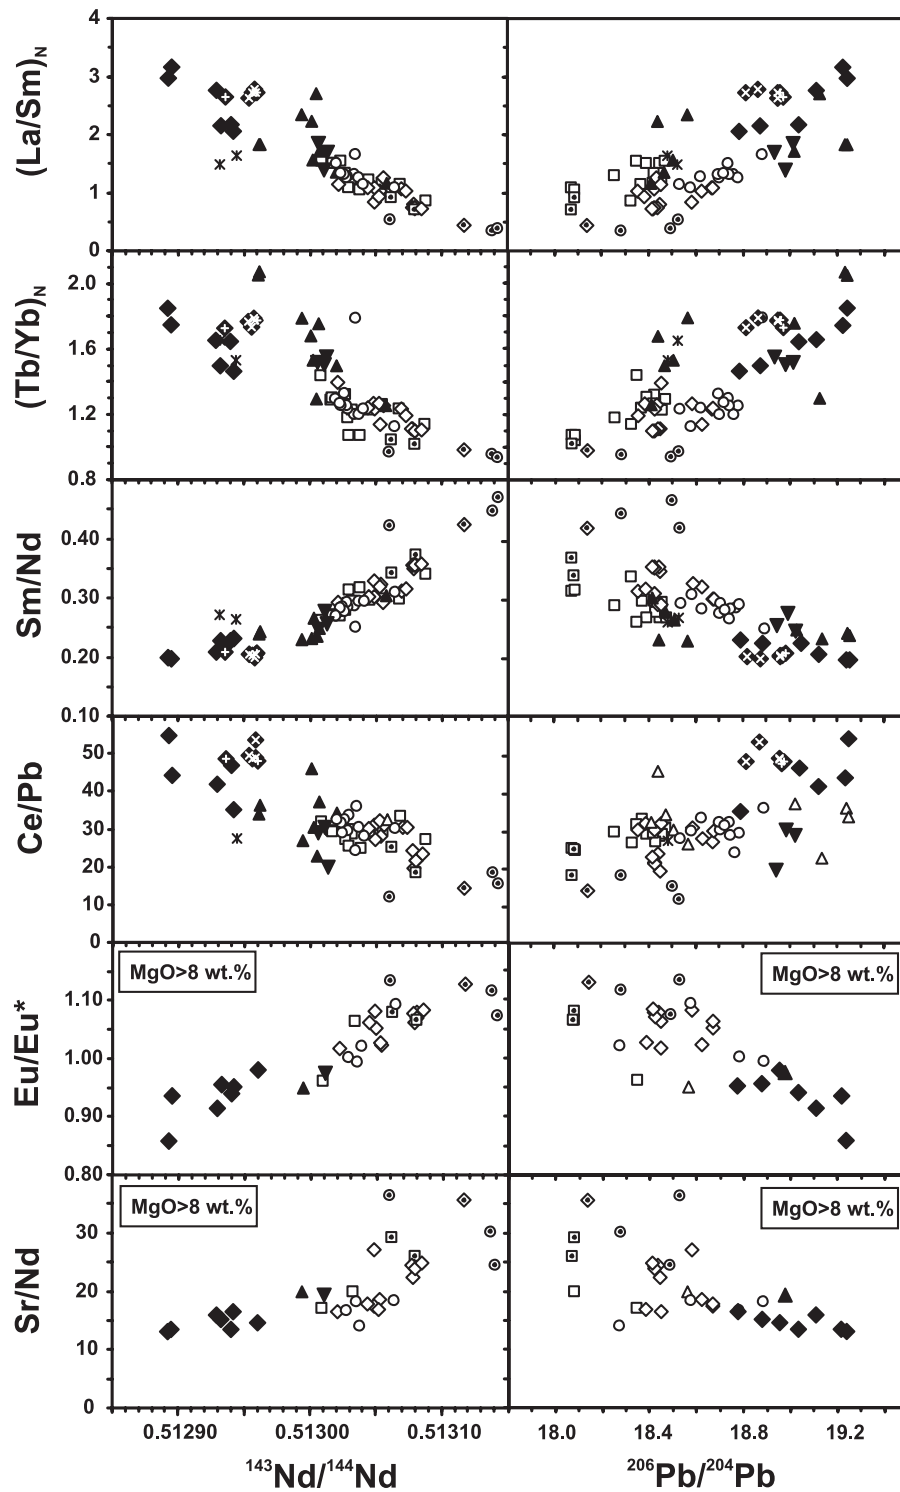 (La/Sm)N
4
3
2
1
0
(Tb/Yb)N
2.0
1.6
1.2
0.8
Sm/Nd
0.40
0.30
0.20
0.10
Ce/Pb
50
40
30
20
10
0
Eu/Eu*
MgO>8 wt.% MgO>8 wt.%
1.10
1.00
0.90
0.80
Sr/Nd
MgO>8 wt.% MgO>8 wt.%
30
20
10
0
0.51290 0.51300 0.51310 18.0 18.4 18.8 19.2
143Nd/144Nd 206Pb/204Pb